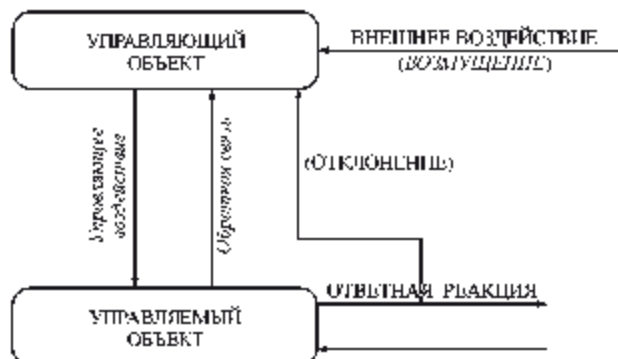 УПРАВЛЯЮЩИЙ
ОБЪЕКТ
ВНЕШНЕЕ ВОЗДЕЙСТВИЕ
(ВОЗМУЩЕНИЕ)
Управляющее
воздействие
Обратная связь
(ОТКЛОНЕНИЕ)
УПРАВЛЯЕМЫЙ
ОБЪЕКТ
ОТВЕТНАЯ РЕАКЦИЯ